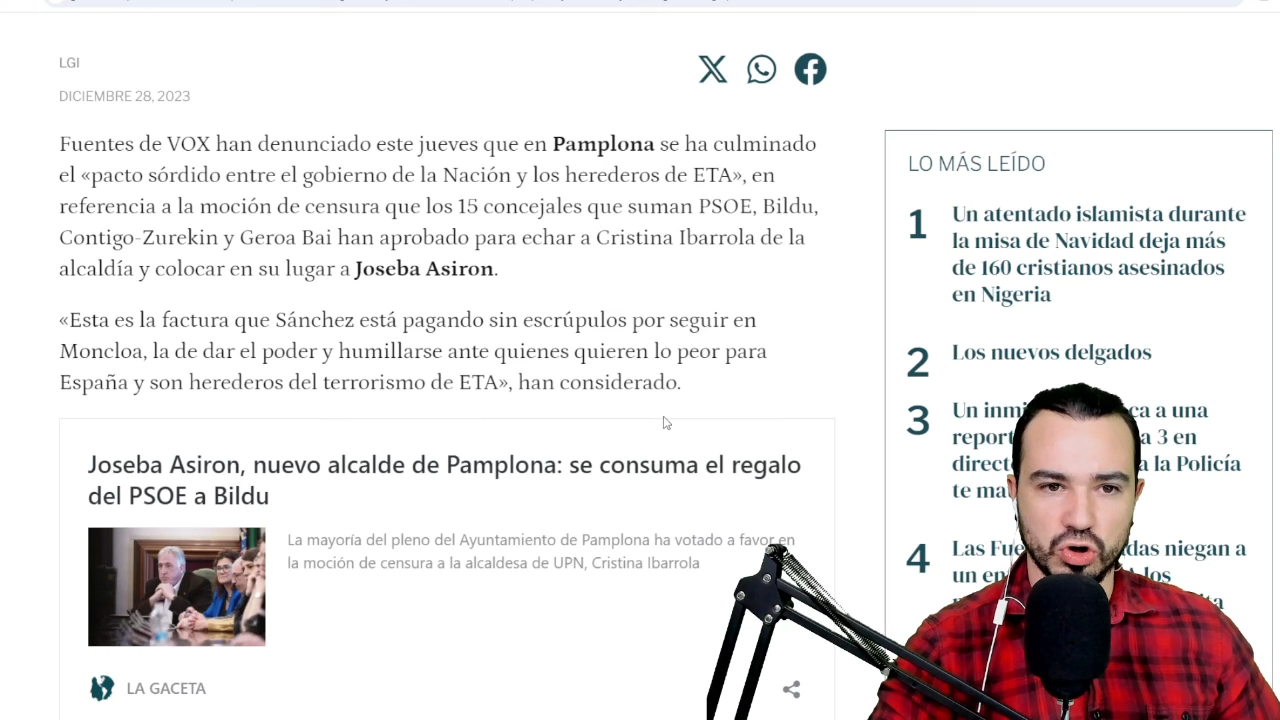 LGI
DICIEMBRE 28, 2023
Fuentes de VOX han denunciado este jueves que en Pamplona se ha culminado
el «pacto sórdido entre el gobierno de la Nación y los herederos de ETA», en
referencia a la moción de censura que los 15 concejales que suman PSOE, Bildu,
Contigo-Zurekin y Geroa Bai han aprobado para echar a Cristina Ibarrola de la
alcaldía y colocar en su lugar a Joseba Asiron.
«Esta es la factura que Sánchez está pagando sin escrúpulos por seguir en
Moncloa, la de dar el poder y humillarse ante quienes quieren lo peor para
España y son herederos del terrorismo de ETA», han considerado.
Joseba Asiron, nuevo alcalde de Pamplona: se consuma el regalo
del PSOE a Bildu
La mayoría del pleno del Ayuntamiento de Pamplona ha votado a favor en
la moción de censura a la alcaldesa de UPN, Cristina Ibarrola
LA GACETA
LO MÁS LEÍDO
1 Un atentado islamista durante
la misa de Navidad deja más
de 160 cristianos asesinados
en Nigeria
2 Los nuevos delgados
3 Un ca a una
a 3 en
a la Policía
te
4 Las niegan a
un los